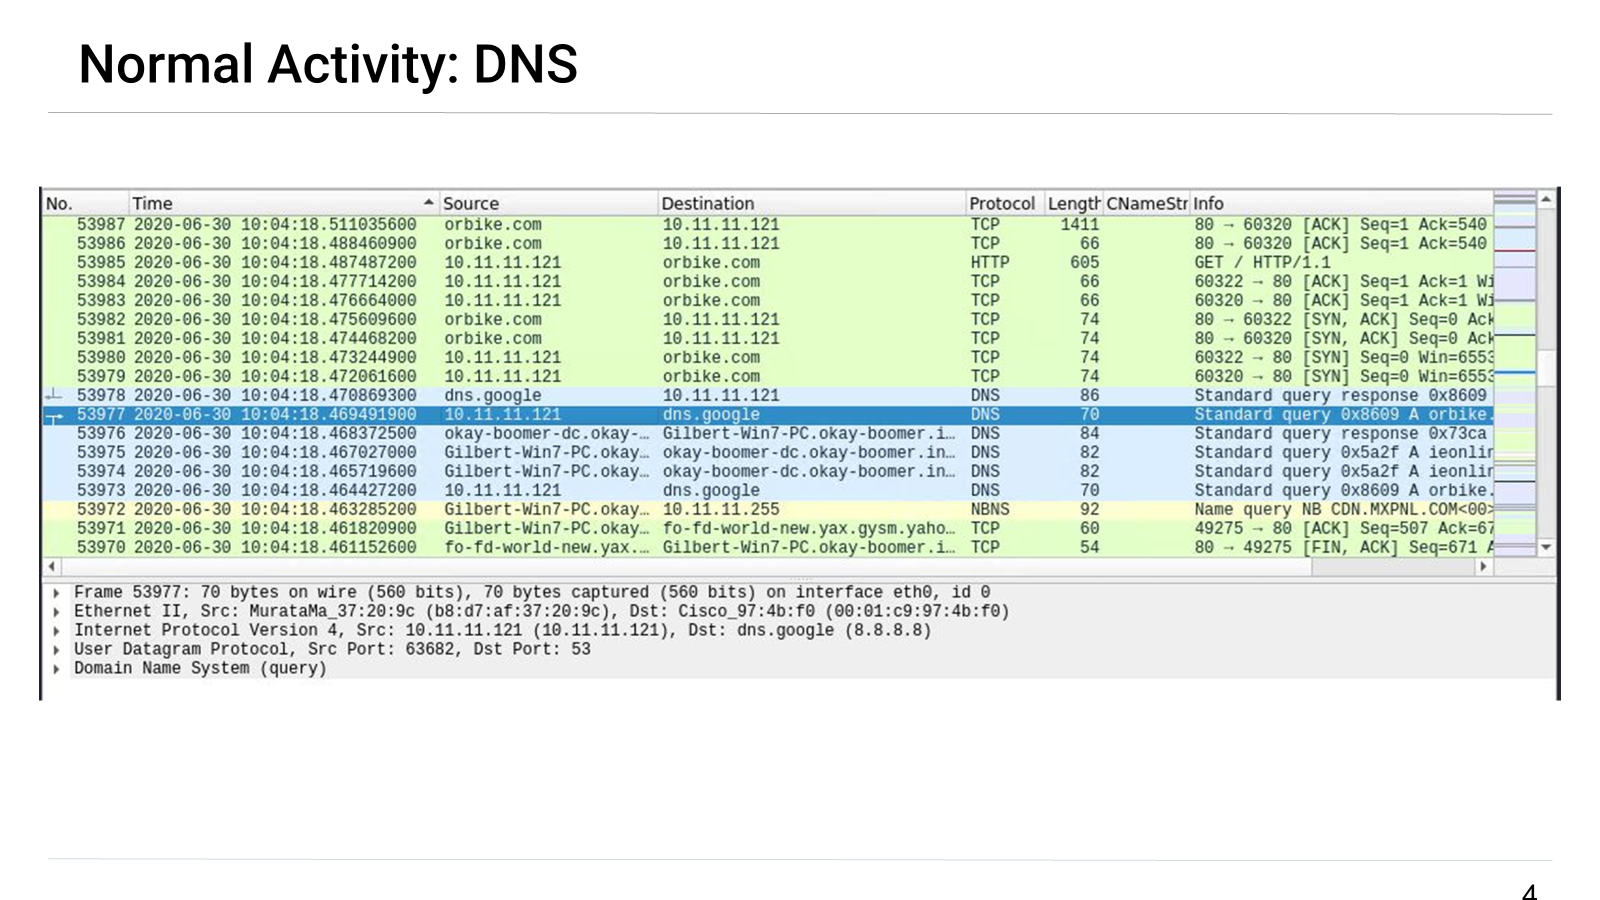 Normal Activity: DNS
No. Time Source Destination Protocol Length CNameStr Info
53987 2020-06-30 10:04:18.511035600 orbike.com 10.11.11.121 TCP 1411 80 → 60320 [ACK] Seq=1 Ack=540
53986 2020-06-30 10:04:18.488460900 orbike.com 10.11.11.121 TCP 66 80 → 60320 [ACK] Seq=1 Ack=540
53985 2020-06-30 10:04:18.487487200 10.11.11.121 orbike.com HTTP 605 GET / HTTP/1.1
53984 2020-06-30 10:04:18.477714200 10.11.11.121 orbike.com TCP 66 60322 → 80 [ACK] Seq=1 Ack=1 Wi
53983 2020-06-30 10:04:18.476664000 10.11.11.121 orbike.com TCP 66 60320 → 80 [ACK] Seq=1 Ack=1 Wi
53982 2020-06-30 10:04:18.475609600 orbike.com 10.11.11.121 TCP 74 80 → 60322 [SYN, ACK] Seq=0 Ack
53981 2020-06-30 10:04:18.474468200 orbike.com 10.11.11.121 TCP 74 80 → 60320 [SYN, ACK] Seq=0 Ack
53980 2020-06-30 10:04:18.473244900 10.11.11.121 orbike.com TCP 74 60322 → 80 [SYN] Seq=0 Win=6553
53979 2020-06-30 10:04:18.472061600 10.11.11.121 orbike.com TCP 74 60320 → 80 [SYN] Seq=0 Win=6553
53978 2020-06-30 10:04:18.470869300 dns.google 10.11.11.121 DNS 86 Standard query response 0x8609
53977 2020-06-30 10:04:18.469491900 10.11.11.121 dns.google DNS 70 Standard query 0x8609 A orbike.
53976 2020-06-30 10:04:18.468372500 okay-boomer-dc.okay-… Gilbert-Win7-PC.okay-boomer.i… DNS 84 Standard query response 0x73ca
53975 2020-06-30 10:04:18.467027000 Gilbert-Win7-PC.okay… okay-boomer-dc.okay-boomer.in… DNS 82 Standard query 0x5a2f A ieonlin
53974 2020-06-30 10:04:18.465719600 Gilbert-Win7-PC.okay… okay-boomer-dc.okay-boomer.in… DNS 82 Standard query 0x5a2f A ieonlin
53973 2020-06-30 10:04:18.464427200 10.11.11.121 dns.google DNS 70 Standard query 0x8609 A orbike.
53972 2020-06-30 10:04:18.463285200 Gilbert-Win7-PC.okay… 10.11.11.255 NBNS 92 Name query NB CDN.MXPNL.COM<00>
53971 2020-06-30 10:04:18.461820900 Gilbert-Win7-PC.okay… fo-fd-world-new.yax.gysm.yaho… TCP 60 49275 → 80 [ACK] Seq=507 Ack=67
53970 2020-06-30 10:04:18.461152600 fo-fd-world-new.yax.… Gilbert-Win7-PC.okay-boomer.i… TCP 54 80 → 49275 [FIN, ACK] Seq=671 A
Frame 53977: 70 bytes on wire (560 bits), 70 bytes captured (560 bits) on interface eth0, id 0
Ethernet II, Src: MurataMa_37:20:9c (b8:d7:af:37:20:9c), Dst: Cisco_97:4b:f0 (00:01:c9:97:4b:f0)
Internet Protocol Version 4, Src: 10.11.11.121 (10.11.11.121), Dst: dns.google (8.8.8.8)
User Datagram Protocol, Src Port: 63682, Dst Port: 53
Domain Name System (query)
4